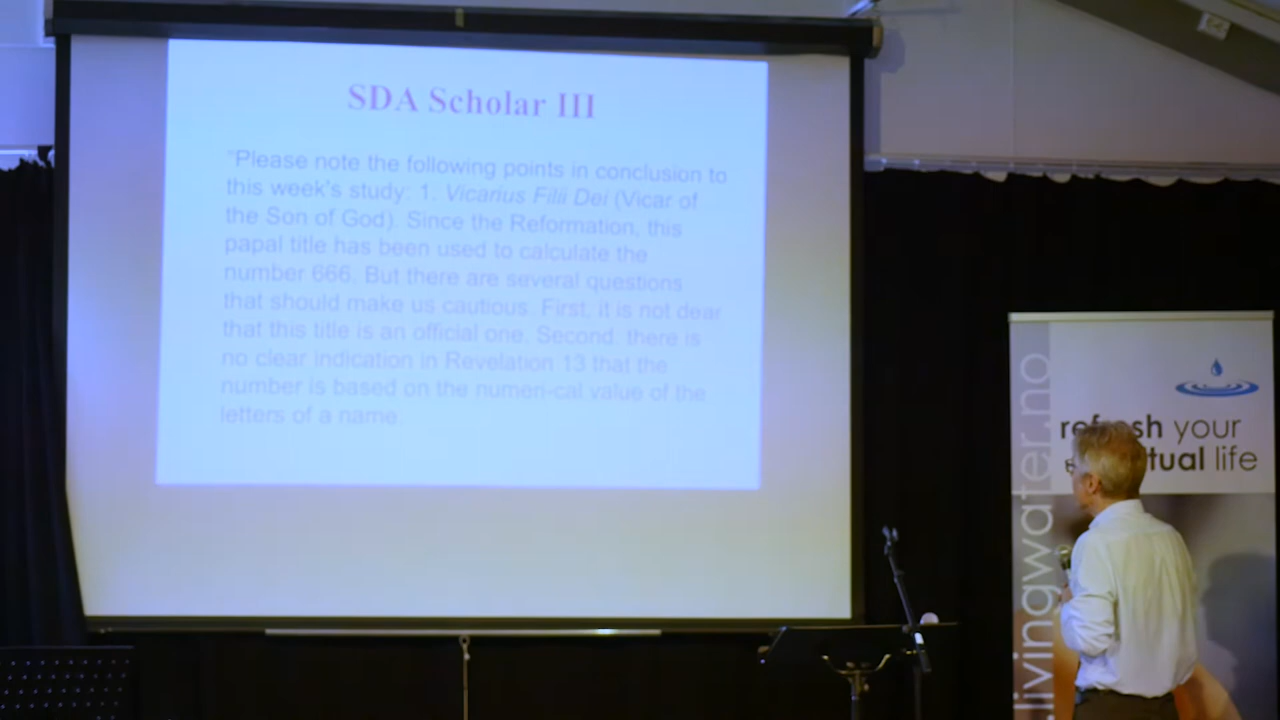 SDA Scholar III
"Please note the following points in conclusion to
this week's study: 1. Vicarius Filii Dei (Vicar of
the Son of God). Since the Reformation, this
papal title has been used to calculate the
number 666. But there are several questions
that should make us cautious. First, it is not dear
that this title is an official one. Second, there is
no clear indication in Revelation 13 that the
number is based on the numeri-cal value of the
letters of a name.
refresh your
tual life
.livingwater.no